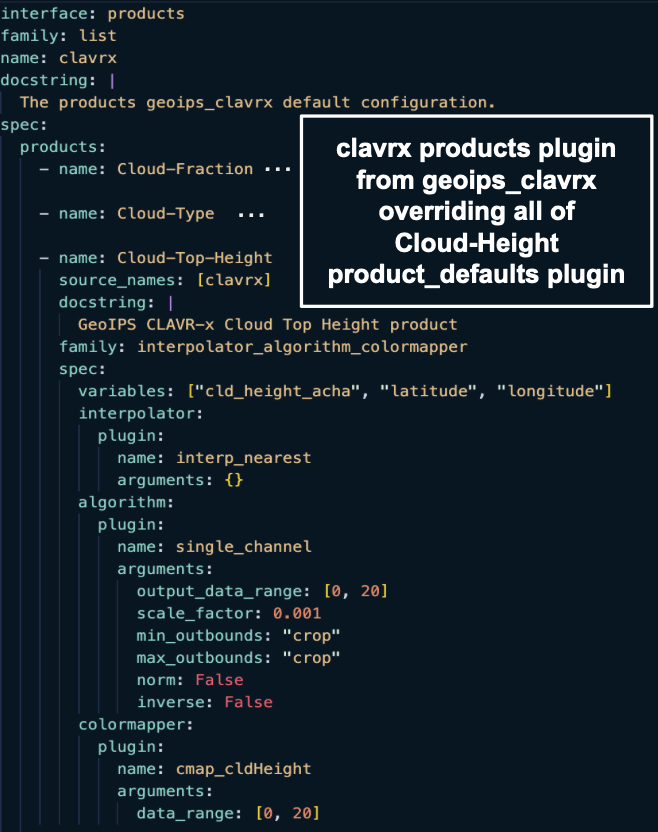 interface: products
family: list
name: clavrx
docstring: |
The products geoips_clavrx default configuration.
spec:
products:
- name: Cloud-Fraction ...
- name: Cloud-Type ...
- name: Cloud-Top-Height
source_names: [clavrx]
docstring: |
GeoIPS CLAVR-x Cloud Top Height product
family: interpolator_algorithm_colormapper
spec:
variables: ["cld_height_acha", "latitude", "longitude"]
interpolator:
plugin:
name: interp_nearest
arguments: {}
algorithm:
plugin:
name: single_channel
arguments:
output_data_range: [0, 20]
scale_factor: 0.001
min_outbounds: "crop"
max_outbounds: "crop"
norm: False
inverse: False
colormapper:
plugin:
name: cmap_cldHeight
arguments:
data_range: [0, 20]
clavrx products plugin
from geoips_clavrx
overriding all of
Cloud-Height
product_defaults plugin